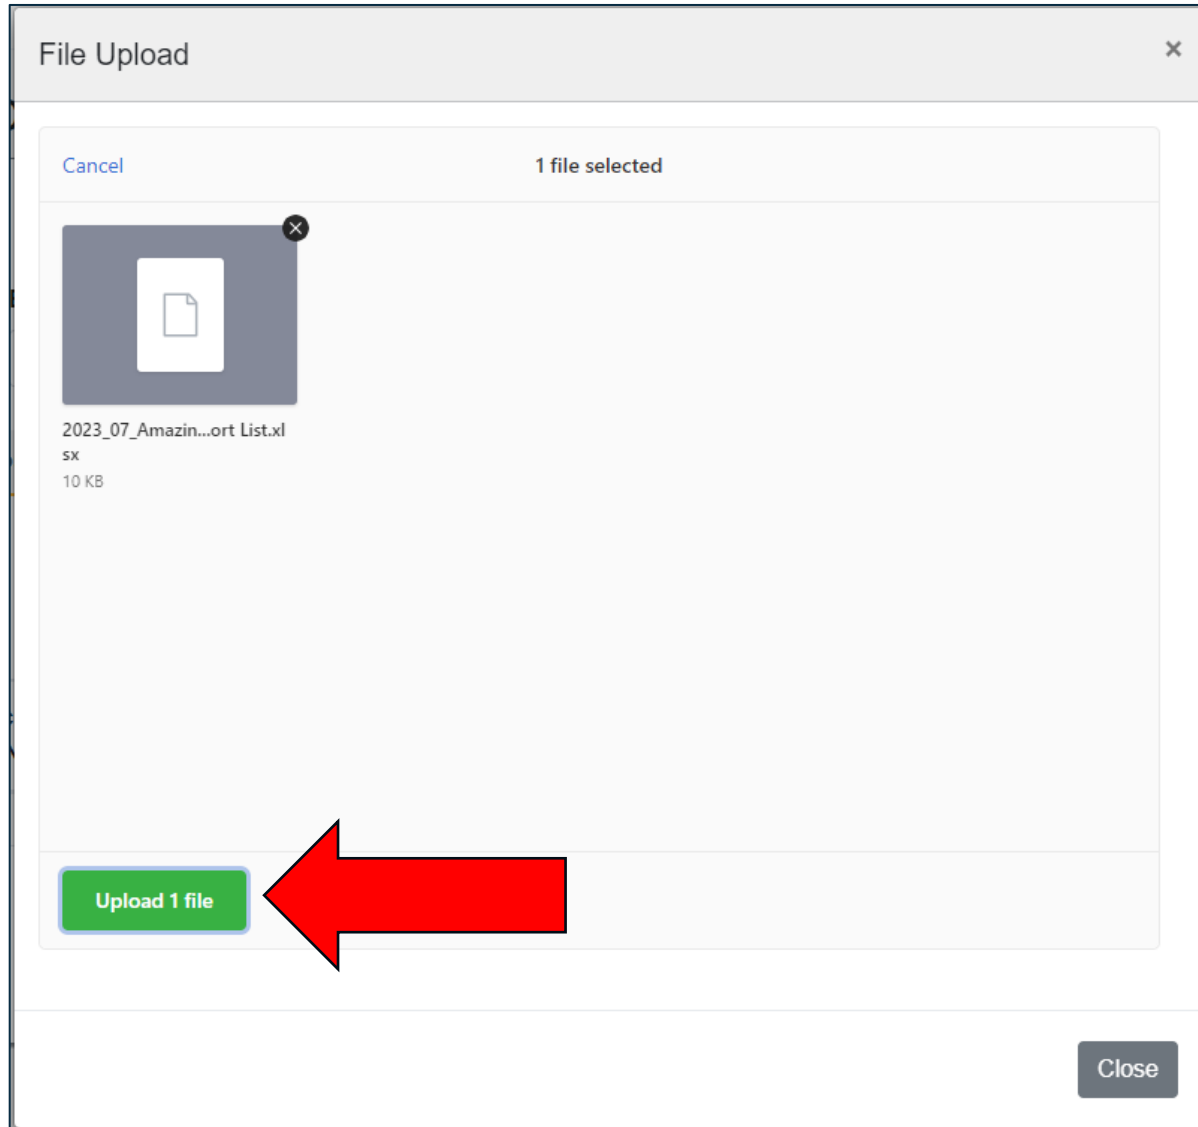 File Upload
Cancel
1 file selected
2023_07_Amazin...ort List.xl
sx
10 KB
Upload 1 file
Close